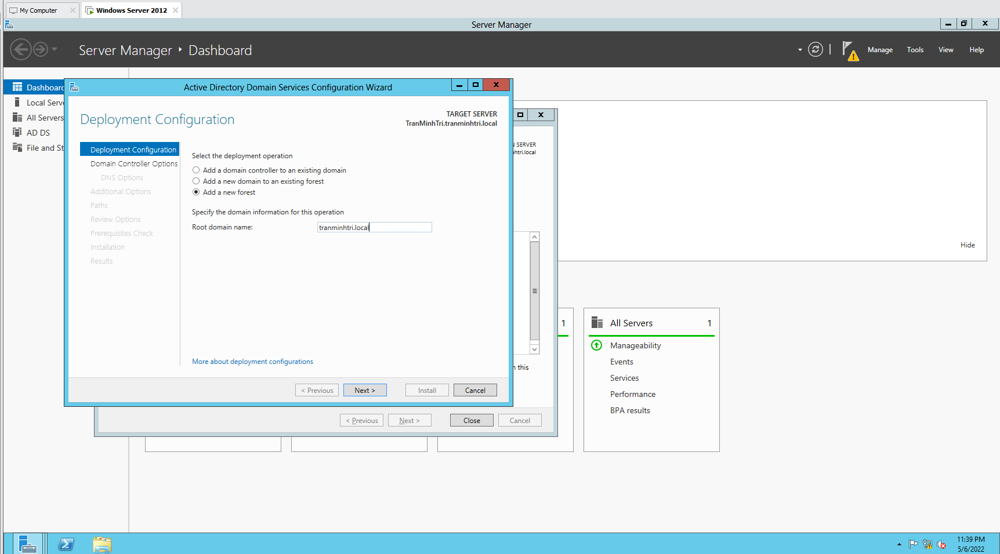 My Computer
Windows Server 2012
Server Manager
Server Manager
Dashboard
Manage
Tools
View
Help
Dashboard
Local Serve
All Servers
AD DS
File and St
Active Directory Domain Services Configuration Wizard
Deployment Configuration
TARGET SERVER
TranMinhTri.tranminhtri.local
Deployment Configuration
Domain Controller Options
DNS Options
Additional Options
Paths
Review Options
Prerequisites Check
Installation
Results
Select the deployment operation
Add a domain controller to an existing domain
Add a new domain to an existing forest
Add a new forest
Specify the domain information for this operation
Root domain name:
tranminhtri.local
More about deployment configurations
< Previous
Next >
Install
Cancel
SERVER
htri.local
n this
< Previous
Next >
Close
Cancel
Hide
1
All Servers
1
Manageability
Events
Services
Performance
BPA results
11:39 PM
5/6/2022